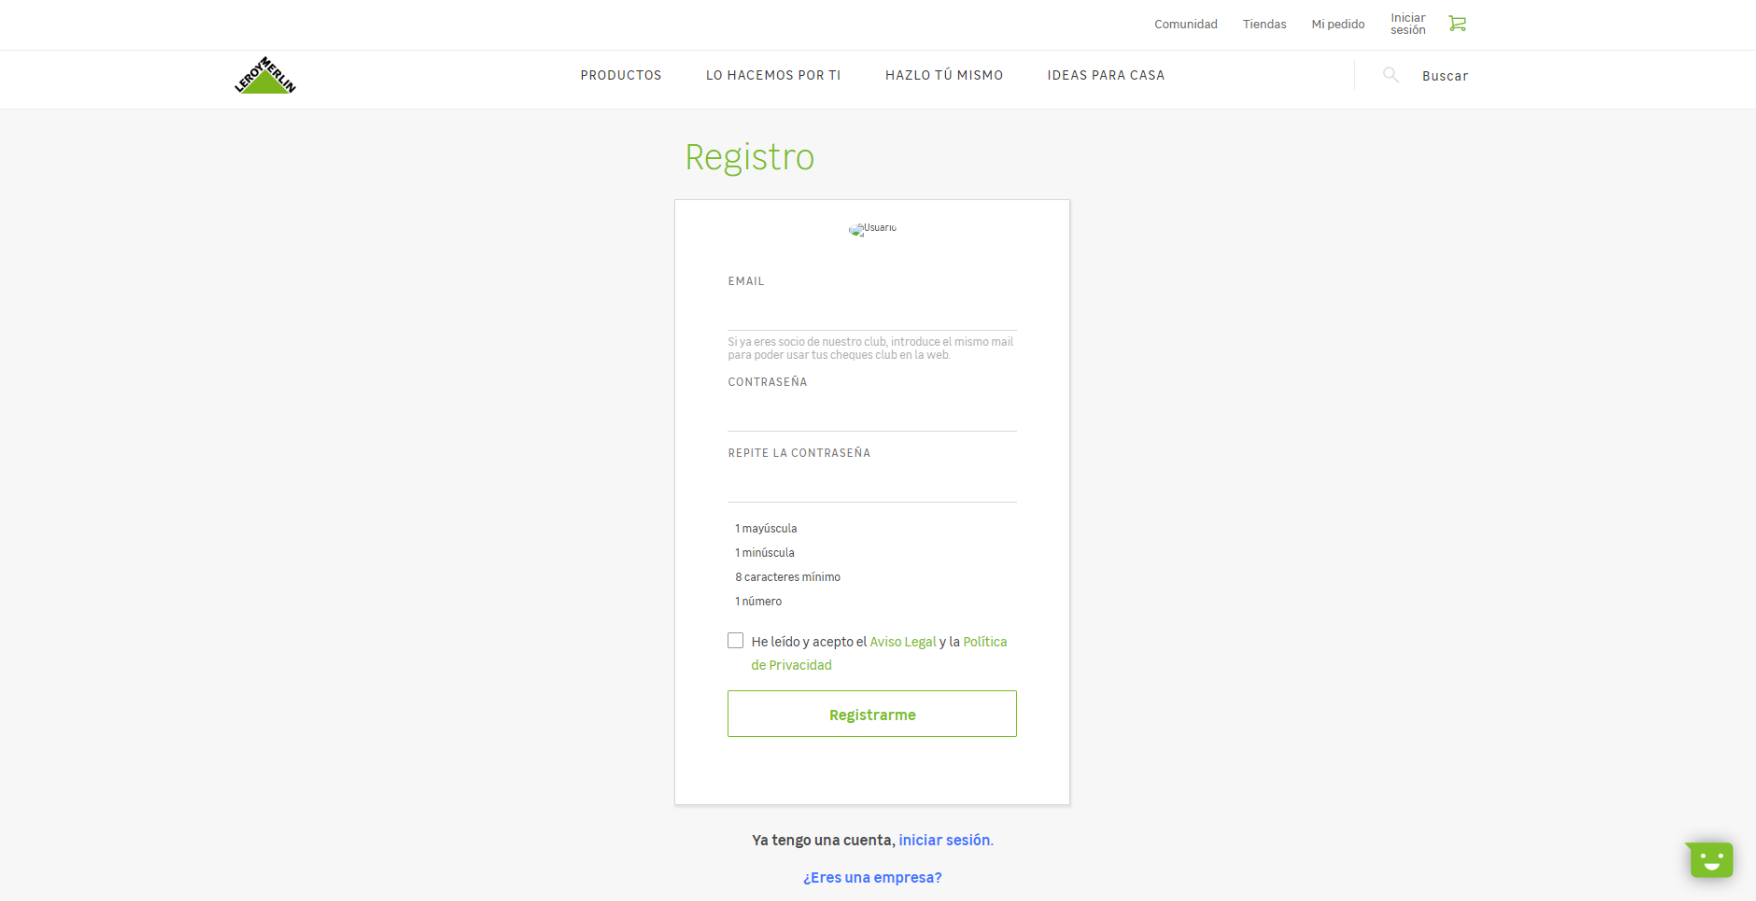 Comunidad
Tiendas
Mi pedido
Iniciar
sesión
LEROY MERLIN
PRODUCTOS
LO HACEMOS POR TI
HAZLO TÚ MISMO
IDEAS PARA CASA
Buscar
Registro
Usuario
EMAIL
Si ya eres socio de nuestro club, introduce el mismo mail
para poder usar tus cheques club en la web.
CONTRASEÑA
REPITE LA CONTRASEÑA
1 mayúscula
1 minúscula
8 caracteres mínimo
1 número
He leído y acepto el Aviso Legal y la Política
de Privacidad
Registrarme
Ya tengo una cuenta, iniciar sesión.
¿Eres una empresa?